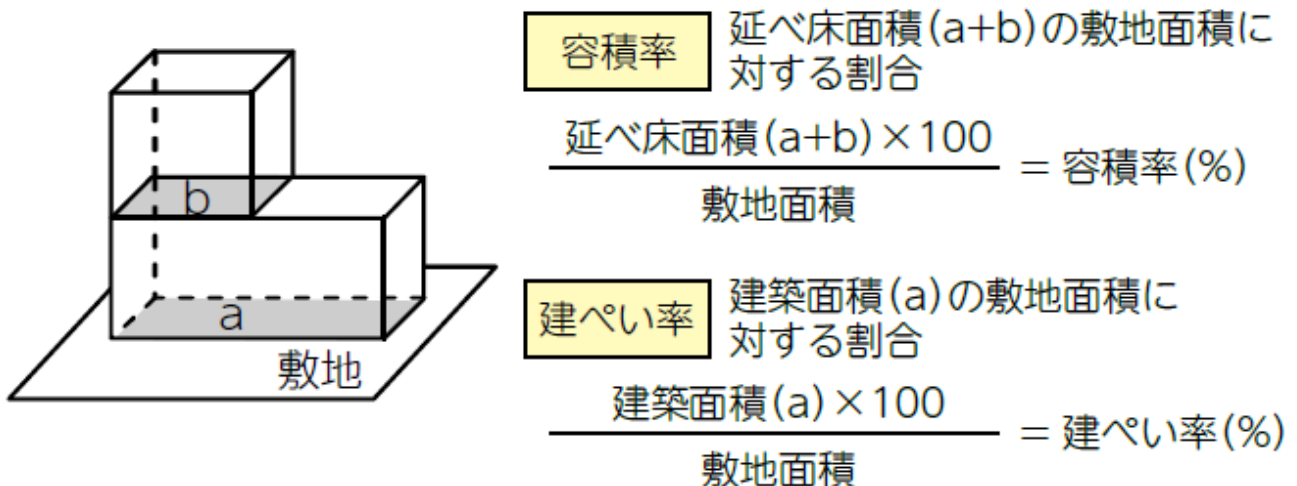 容積率
延べ床面積(a+b)の敷地面積に
対する割合
延べ床面積(a+b)×100
敷地面積
= 容積率(%)
b
a
敷地
建ぺい率
建築面積(a)の敷地面積に
対する割合
建築面積(a)×100
敷地面積
= 建ぺい率(%)